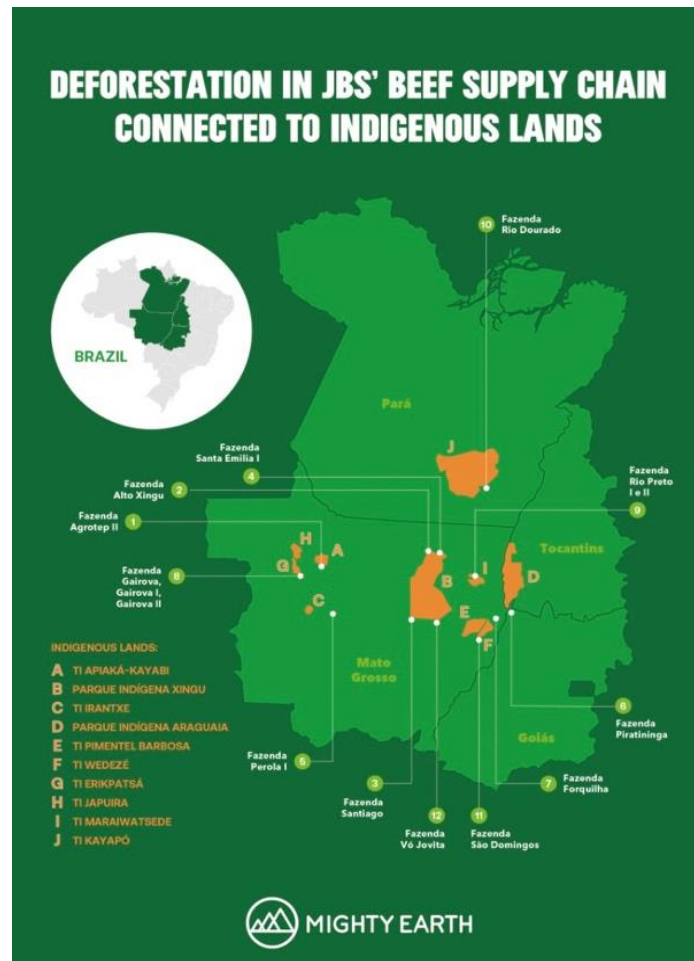 DEFORESTATION IN JBS' BEEF SUPPLY CHAIN
CONNECTED TO INDIGENOUS LANDS
10
Fazenda
Rio Dourado
BRAZIL
Pará
J
Fazenda
Santa Emilia I
4
Fazenda
Alto Xingu
2
Fazenda
Rio Preto
I e II
9
Fazenda
Agrotep II
1
Tocantins
H
A
G
I
D
B
Fazenda
Gairova,
Gairova I,
Gairova II
8
C
E
F
Mato
Grosso
INDIGENOUS LANDS:
A TI APIAKÁ-KAYABI
B PARQUE INDÍGENA XINGU
C TI IRANTXE
D PARQUE INDÍGENA ARAGUAIA
E TI PIMENTEL BARBOSA
F TI WEDEZÉ
G TI ERIKPATSÁ
H TI JAPUIRA
I TI MARAIWATSEDE
J TI KAYAPÓ
6
Fazenda
Piratininga
Goiás
Fazenda
Perola I
5
3
Fazenda
Santiago
12
Fazenda
Vó Jovita
11
Fazenda
São Domingos
7
Fazenda
Forquilha
MIGHTY EARTH